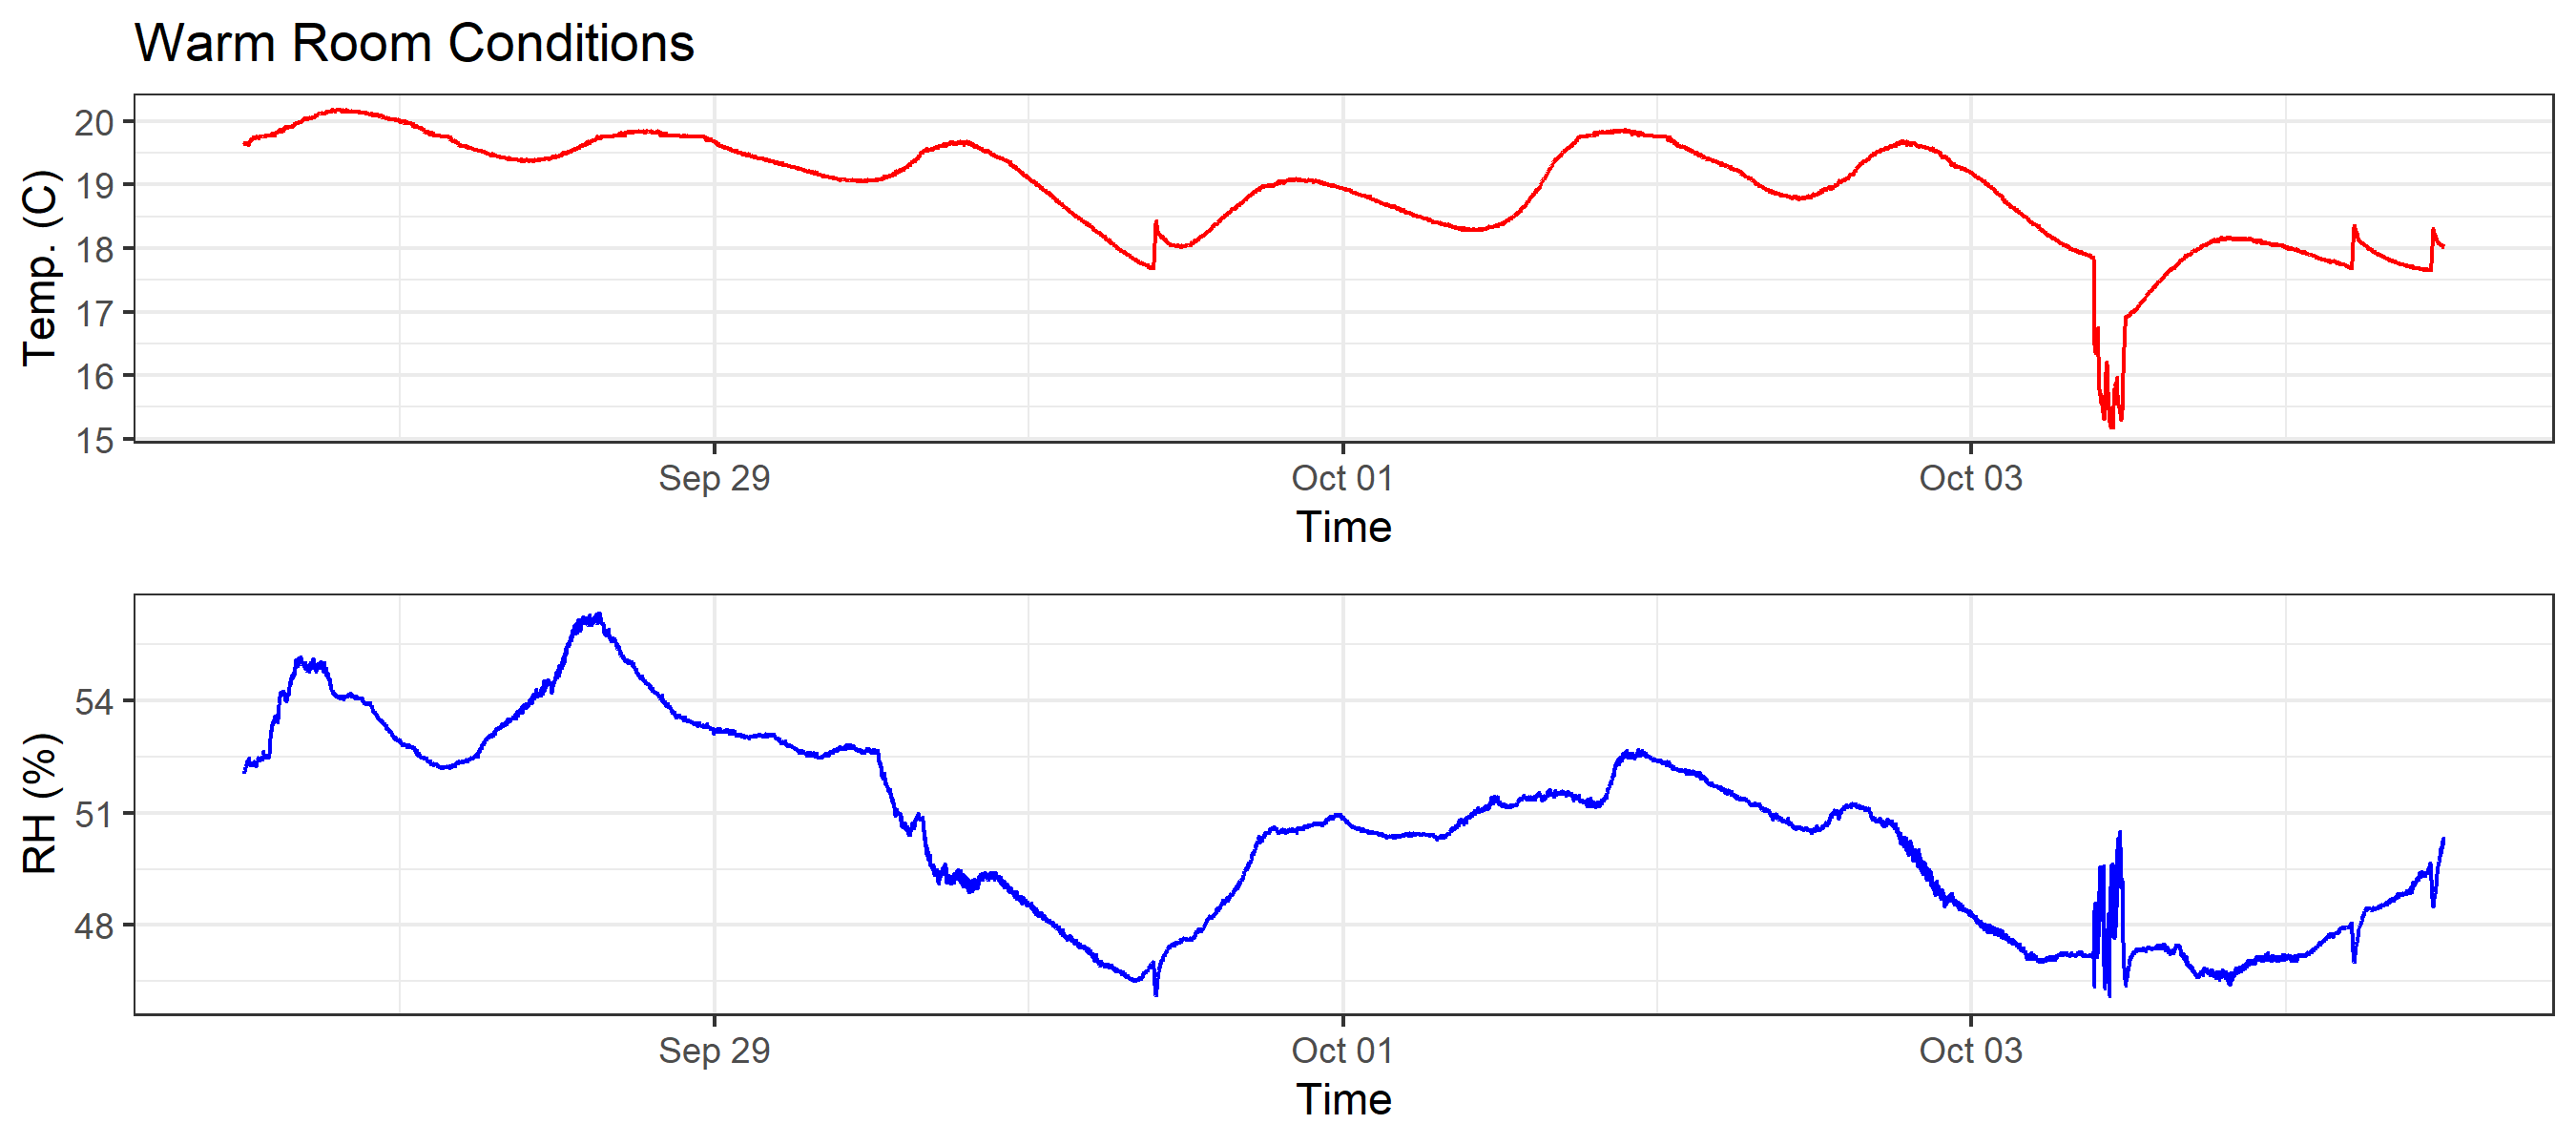 Warm Room Conditions
Temp. (C)
20
19
18
17
16
15
Sep 29 Oct 01 Oct 03
Time
RH (%)
54
51
48
Sep 29 Oct 01 Oct 03
Time